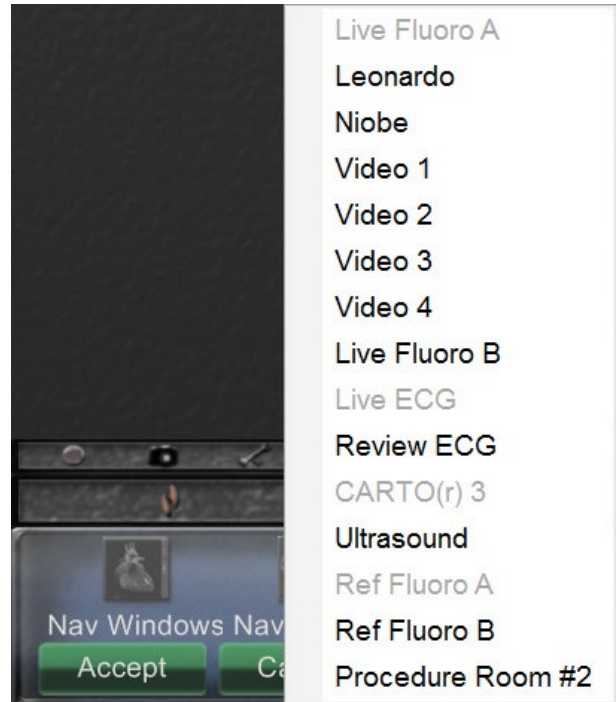 Live Fluoro A
Leonardo
Niobe
Video 1
Video 2
Video 3
Video 4
Live Fluoro B
Live ECG
Review ECG
CARTO(r) 3
Ultrasound
Ref Fluoro A
Ref Fluoro B
Procedure Room #2
Nav Windows Nav
Accept